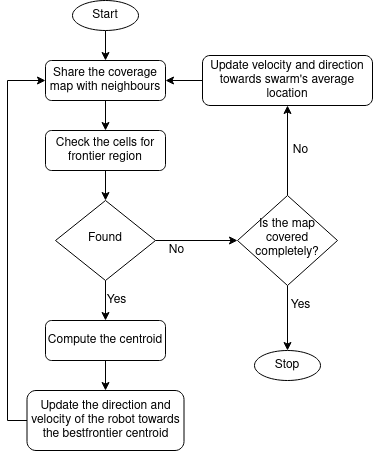 Start
Share the coverage
map with neighbours
Update velocity and direction
towards swarm's average
location
Check the cells for
frontier region
Found
No
Yes
Is the map
covered
completely?
No
Yes
Compute the centroid
Stop
Update the direction and
velocity of the robot towards
the bestfrontier centroid